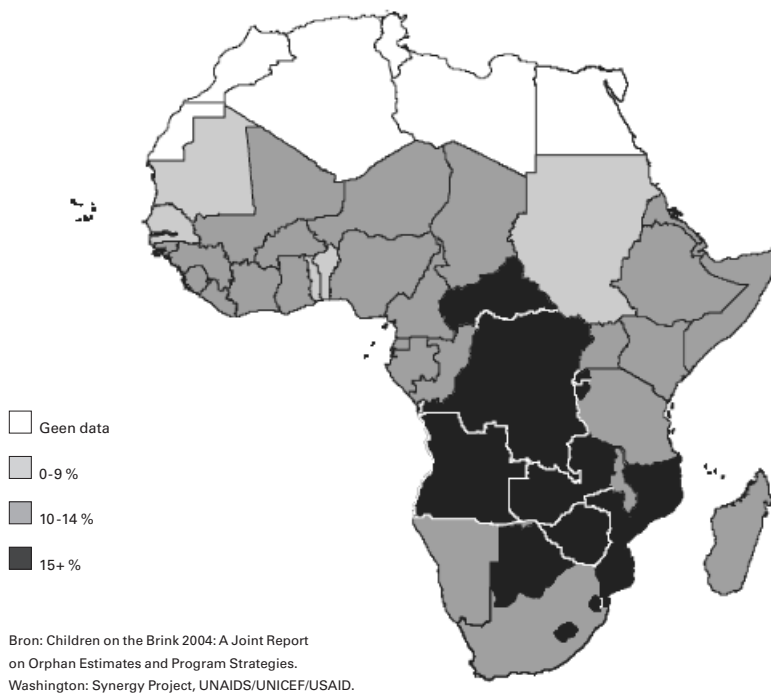 Geen data
0-9 %
10-14 %
15+ %
Bron: Children on the Brink 2004: A Joint Report
on Orphan Estimates and Program Strategies.
Washington: Synergy Project, UNAIDS/UNICEF/USAID.